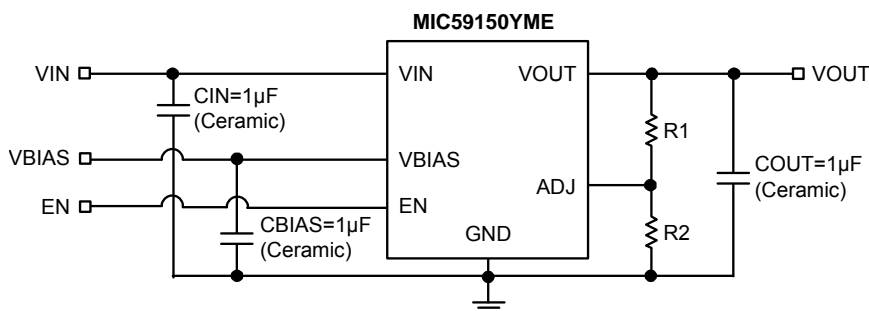 MIC59150YME
VIN
VIN
VOUT
VOUT
CIN=1µF
(Ceramic)
R1
VBIAS
VBIAS
COUT=1µF
(Ceramic)
ADJ
EN
EN
CBIAS=1µF
(Ceramic)
GND
R2